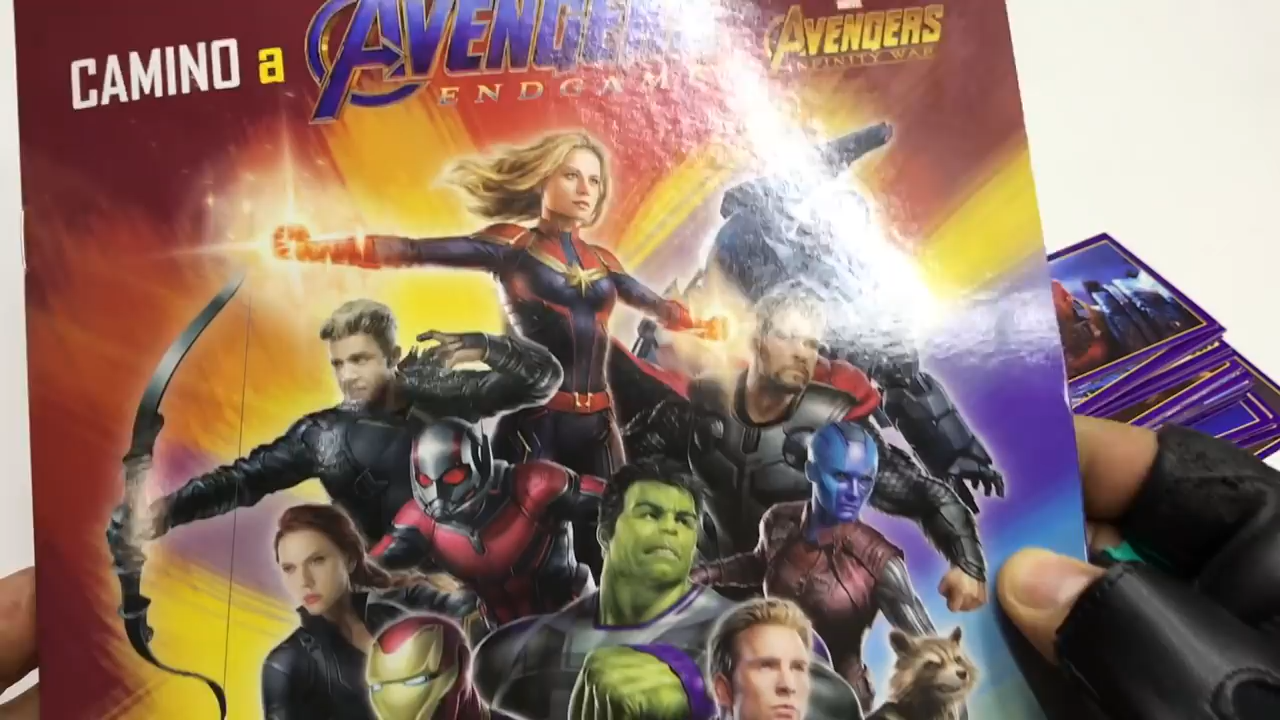 CAMINO a
AVENGERS
ENDGAME
AVENGERS
INFINITY WAR